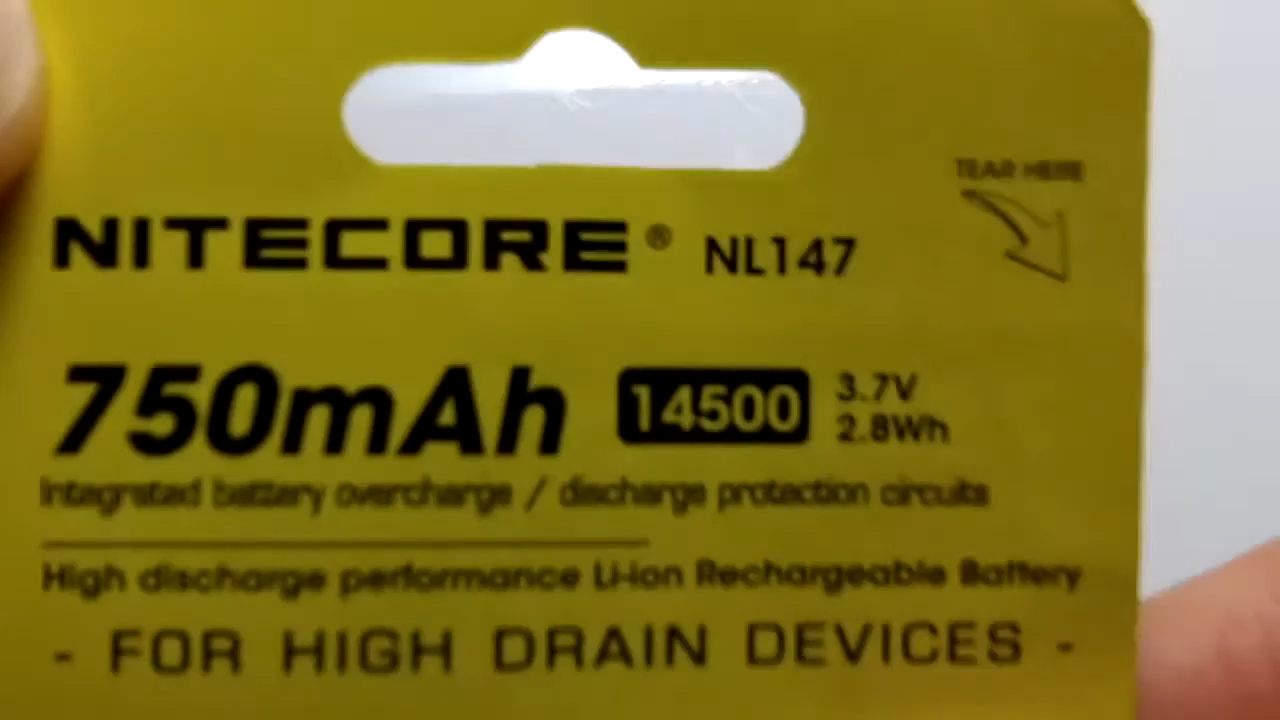 TEAR HERE
NITECORE® NL147
750mAh 14500 3.7V
2.8Wh
Integrated battery overcharge / discharge protection circuits
High discharge performance Li-ion Rechargeable Battery
- FOR HIGH DRAIN DEVICES -